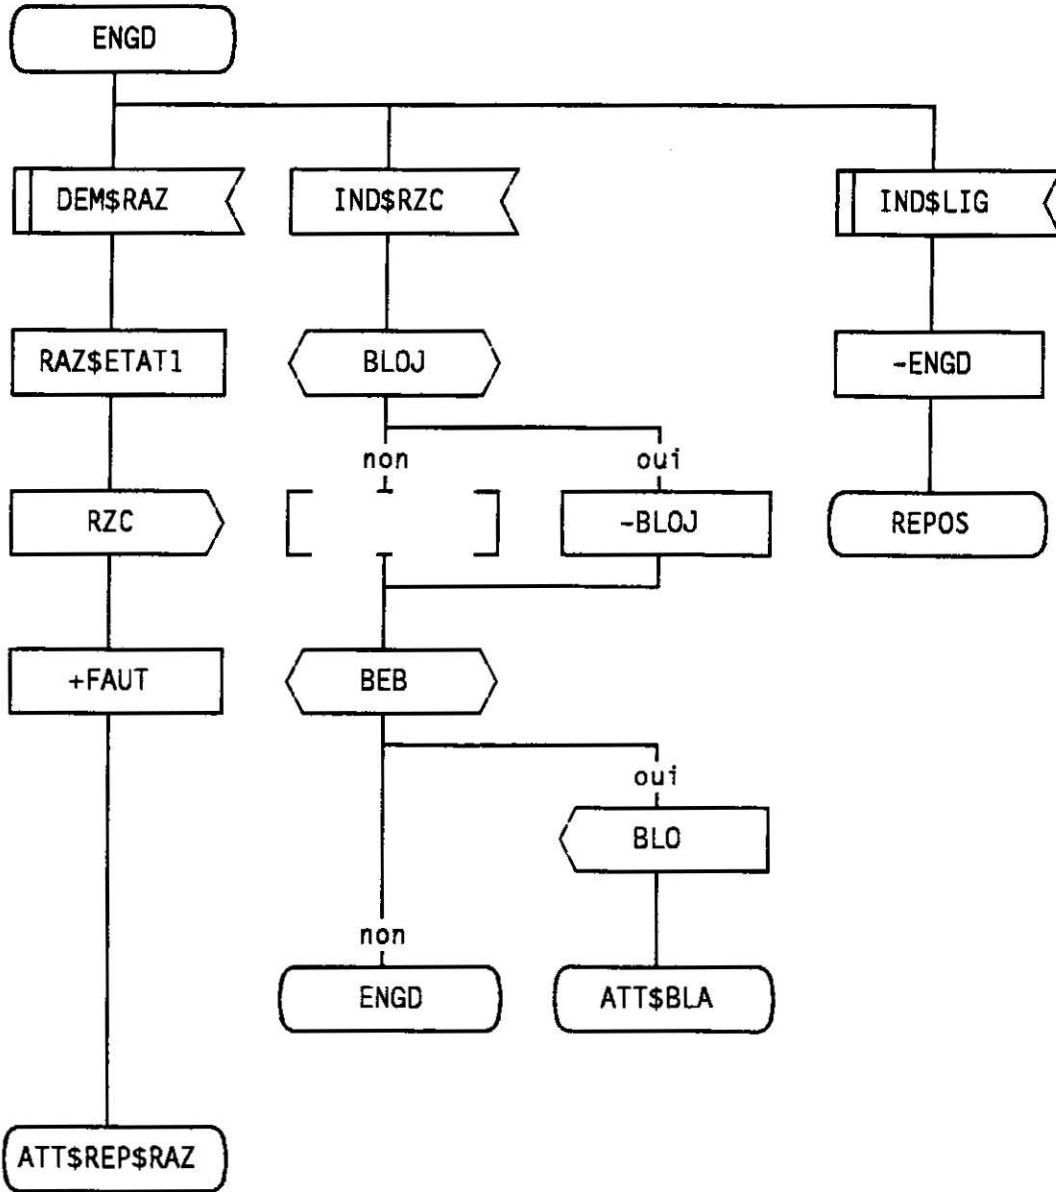 ENGD
DEM$RAZ
IND$RZC
IND$LIG
RAZ$ETAT1
BLOJ
-ENGD
non
oui
RZC
-BLOJ
REPOS
+FAUT
BEB
oui
BLO
non
ENGD
ATT$BLA
ATT$REP$RAZ